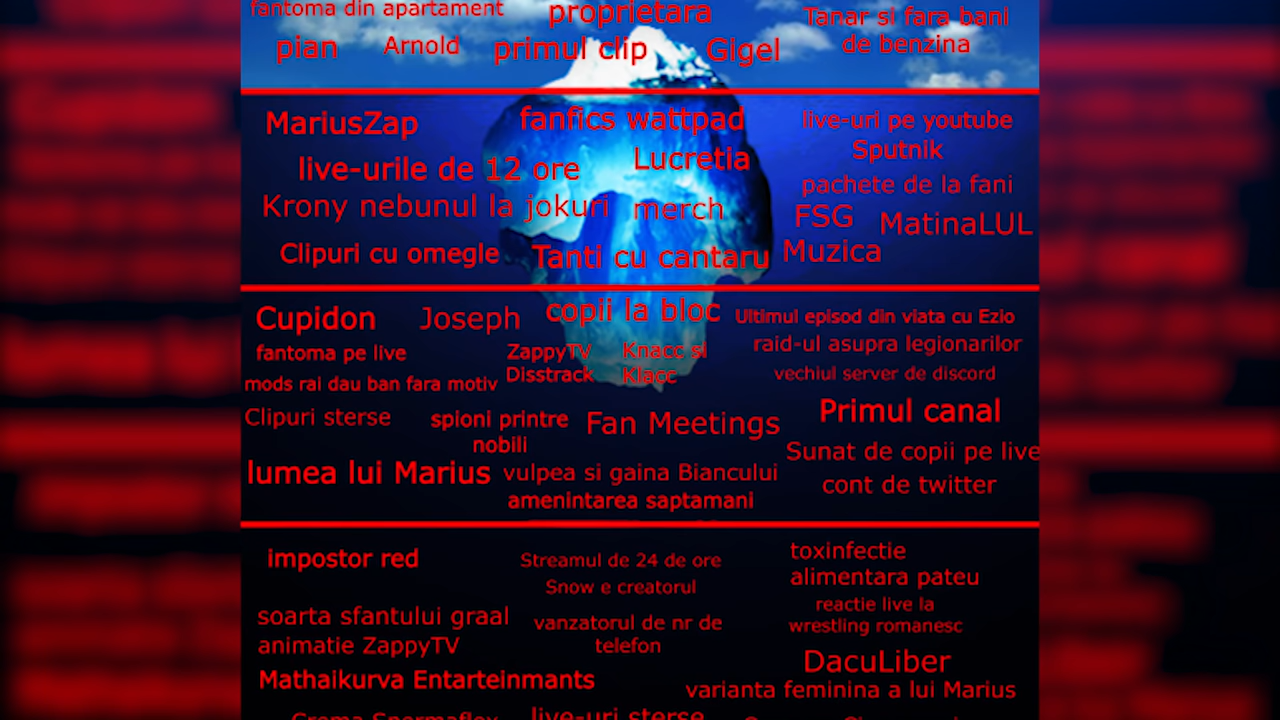 fantoma din apartament
proprietara
Tanar si fara bani
de benzina
pian
Arnold
primul clip
Gigel
MariusZap
fanfics wattpad
live-uri pe youtube
Sputnik
live-urile de 12 ore
Lucretia
pachete de la fani
Krony nebunul la jokuri
merch
FSG
MatinaLUL
Clipuri cu omegle
Tanti cu cantaru
Muzica
Cupidon
Joseph
copii la bloc
Ultimul episod din viata cu Ezio
fantoma pe live
ZappyTV
Disstrack
Knacc si
Klacc
raid-ul asupra legionarilor
mods rai dau ban fara motiv
vechiul server de discord
Clipuri sterse
spioni printre
nobili
Fan Meetings
Primul canal
Sunat de copii pe live
lumea lui Marius
vulpea si gaina Biancului
cont de twitter
amenintarea saptamani
impostor red
Streamul de 24 de ore
toxinfectie
alimentara pateu
Snow e creatorul
reactie live la
wrestling romanesc
soarta sfantului graal
vanzatorul de nr de
telefon
animatie ZappyTV
DacuLiber
Mathaikurva Entarteinmants
varianta feminina a lui Marius
live-uri sterse